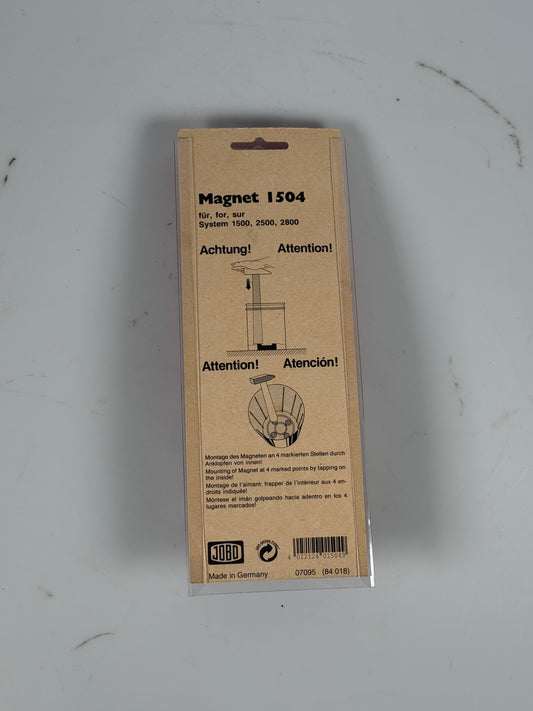 Magnet 1504
für, for, sur
System 1500, 2500, 2800
Achtung! Attention!
Attention! Atención!
Montage des Magneten an 4 markierten Stellen durch
Anklopfen von innen!
Mounting of Magnet at 4 marked points by tapping on
the inside!
Montage de l'aimant: frapper de l'intérieur aux 4 en-
droits indiqués!
Móntese el imán golpeando hacia adentro en los 4
lugares marcados!
JOBO
4 022124 015049
Made in Germany
07095 (84 018)